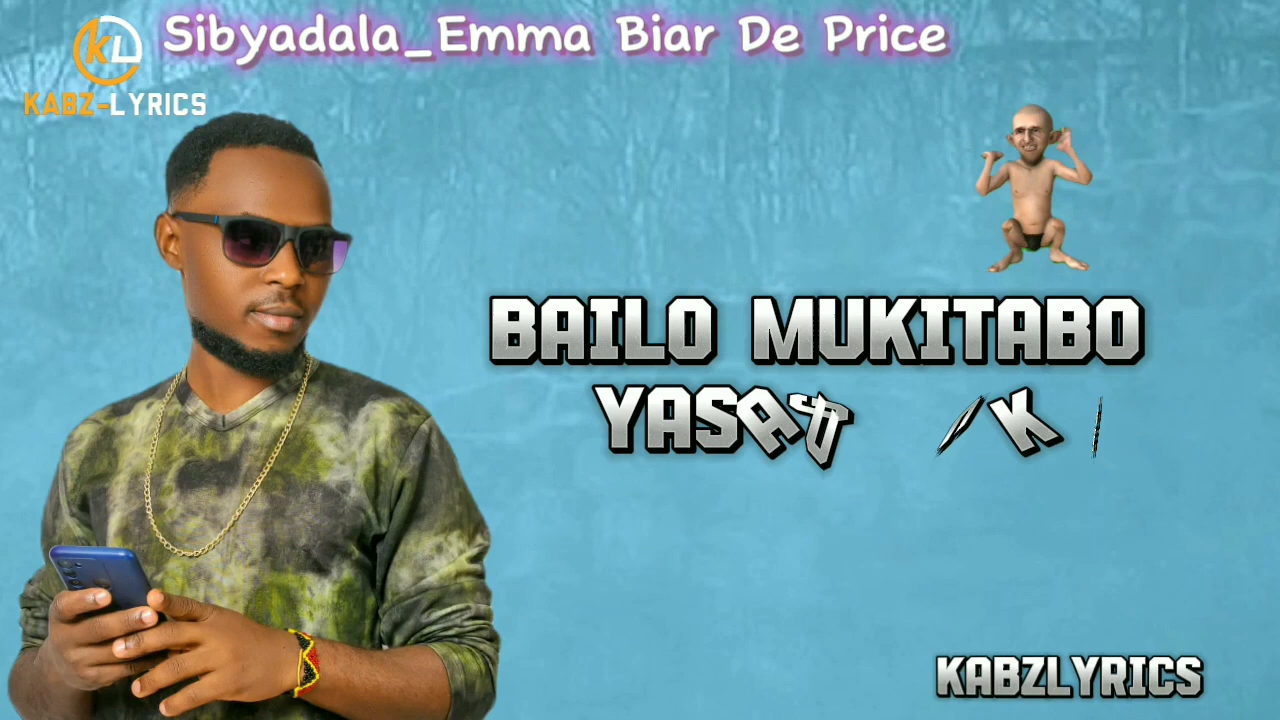 Sibyadala_Emma Biar De Price
KL
KABZ-LYRICS
BAILO MUKITABO
KABZLYRICS